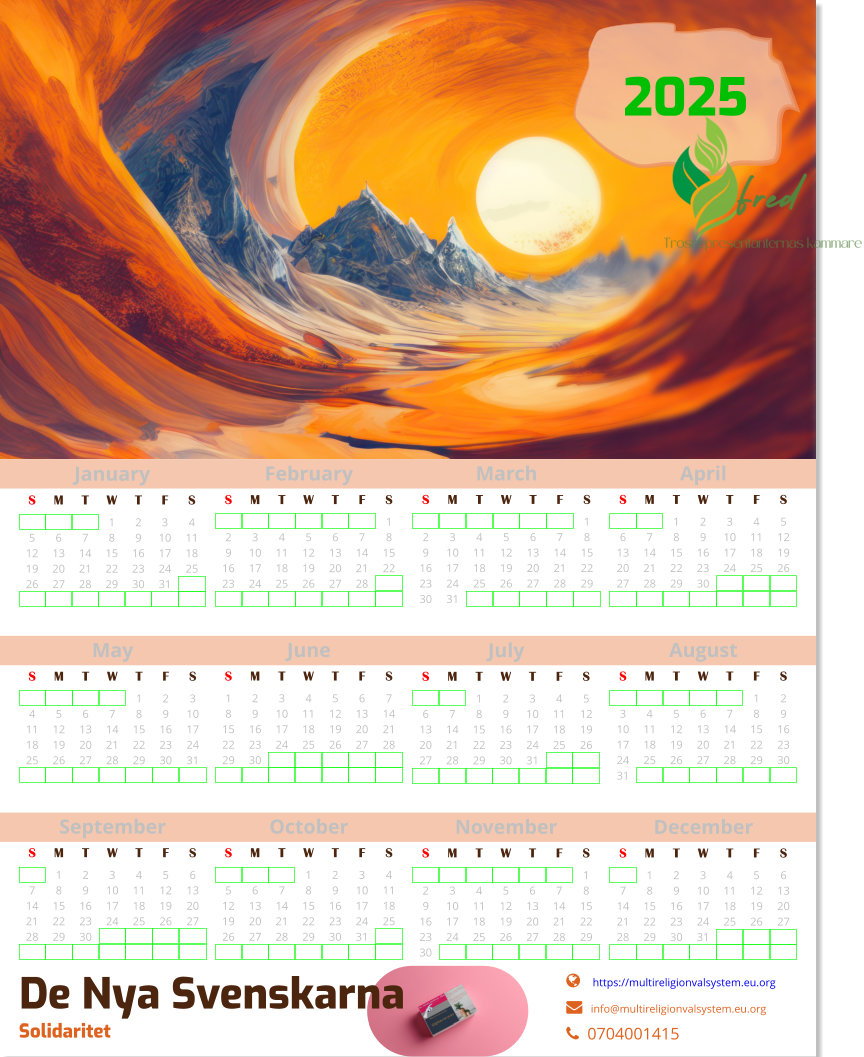 2025
fred
Trosrepresentanternas kammare
January
S M T W T F S
1 2 3 4
5 6 7 8 9 10 11
12 13 14 15 16 17 18
19 20 21 22 23 24 25
26 27 28 29 30 31
February
S M T W T F S
1
2 3 4 5 6 7 8
9 10 11 12 13 14 15
16 17 18 19 20 21 22
23 24 25 26 27 28
March
S M T W T F S
1
2 3 4 5 6 7 8
9 10 11 12 13 14 15
16 17 18 19 20 21 22
23 24 25 26 27 28 29
30 31
April
S M T W T F S
1 2 3 4 5
6 7 8 9 10 11 12
13 14 15 16 17 18 19
20 21 22 23 24 25 26
27 28 29 30
May
S M T W T F S
1 2 3
4 5 6 7 8 9 10
11 12 13 14 15 16 17
18 19 20 21 22 23 24
25 26 27 28 29 30 31
June
S M T W T F S
1 2 3 4 5 6 7
8 9 10 11 12 13 14
15 16 17 18 19 20 21
22 23 24 25 26 27 28
29 30
July
S M T W T F S
1 2 3 4 5
6 7 8 9 10 11 12
13 14 15 16 17 18 19
20 21 22 23 24 25 26
27 28 29 30 31
August
S M T W T F S
1 2
3 4 5 6 7 8 9
10 11 12 13 14 15 16
17 18 19 20 21 22 23
24 25 26 27 28 29 30
31
September
S M T W T F S
1 2 3 4 5 6
7 8 9 10 11 12 13
14 15 16 17 18 19 20
21 22 23 24 25 26 27
28 29 30
October
S M T W T F S
1 2 3 4
5 6 7 8 9 10 11
12 13 14 15 16 17 18
19 20 21 22 23 24 25
26 27 28 29 30 31
November
S M T W T F S
1
2 3 4 5 6 7 8
9 10 11 12 13 14 15
16 17 18 19 20 21 22
23 24 25 26 27 28 29
30
December
S M T W T F S
1 2 3 4 5 6
7 8 9 10 11 12 13
14 15 16 17 18 19 20
21 22 23 24 25 26 27
28 29 30 31
De Nya Svenskarna
Solidaritet
https://multireligionvalsystem.eu.org
info@multireligionvalsystem.eu.org
0704001415